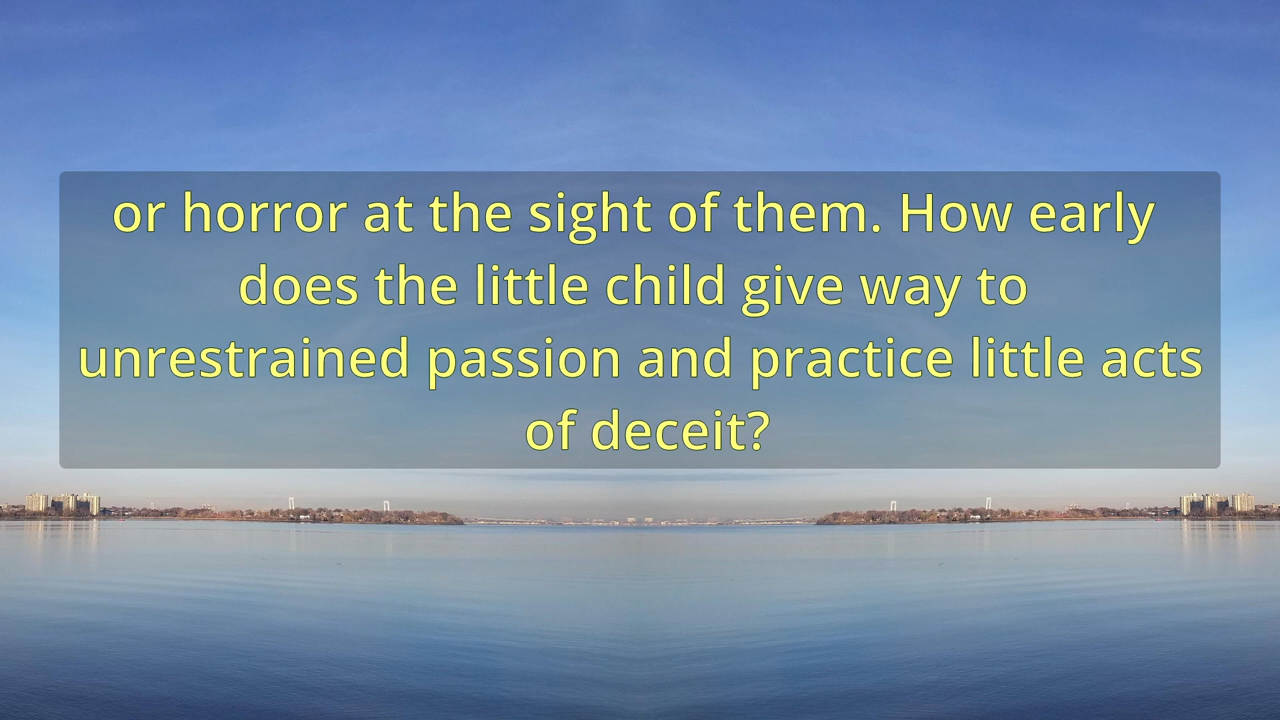 or horror at the sight of them. How early
does the little child give way to
unrestrained passion and practice little acts
of deceit?